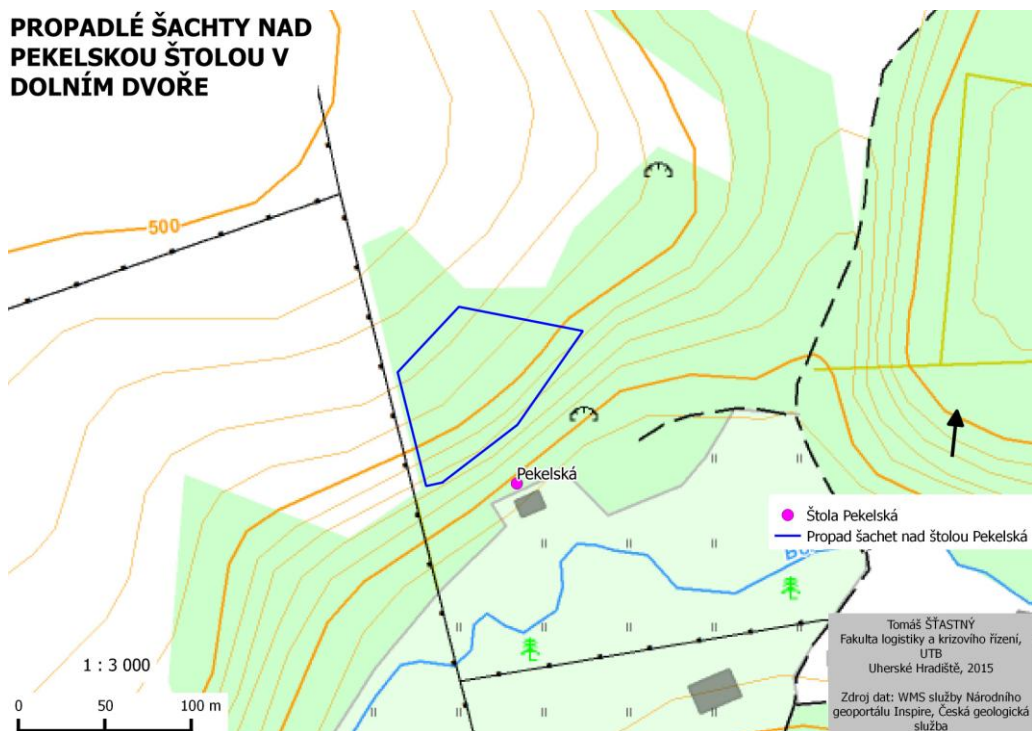 PROPADLÉ ŠACHTY NAD
PEKELSKOU ŠTOLOU V
DOLNÍM DVOŘE
500
Pekelská
Štola Pekelská
Propad šachet nad štolou Pekelská
1 : 3 000
0 50 100 m
Tomáš ŠŤASTNÝ
Fakulta logistiky a krizového řízení,
UTB
Uherské Hradiště, 2015
Zdroj dat: WMS služby Národního
geoportálu Inspire, Česká geologická
služba